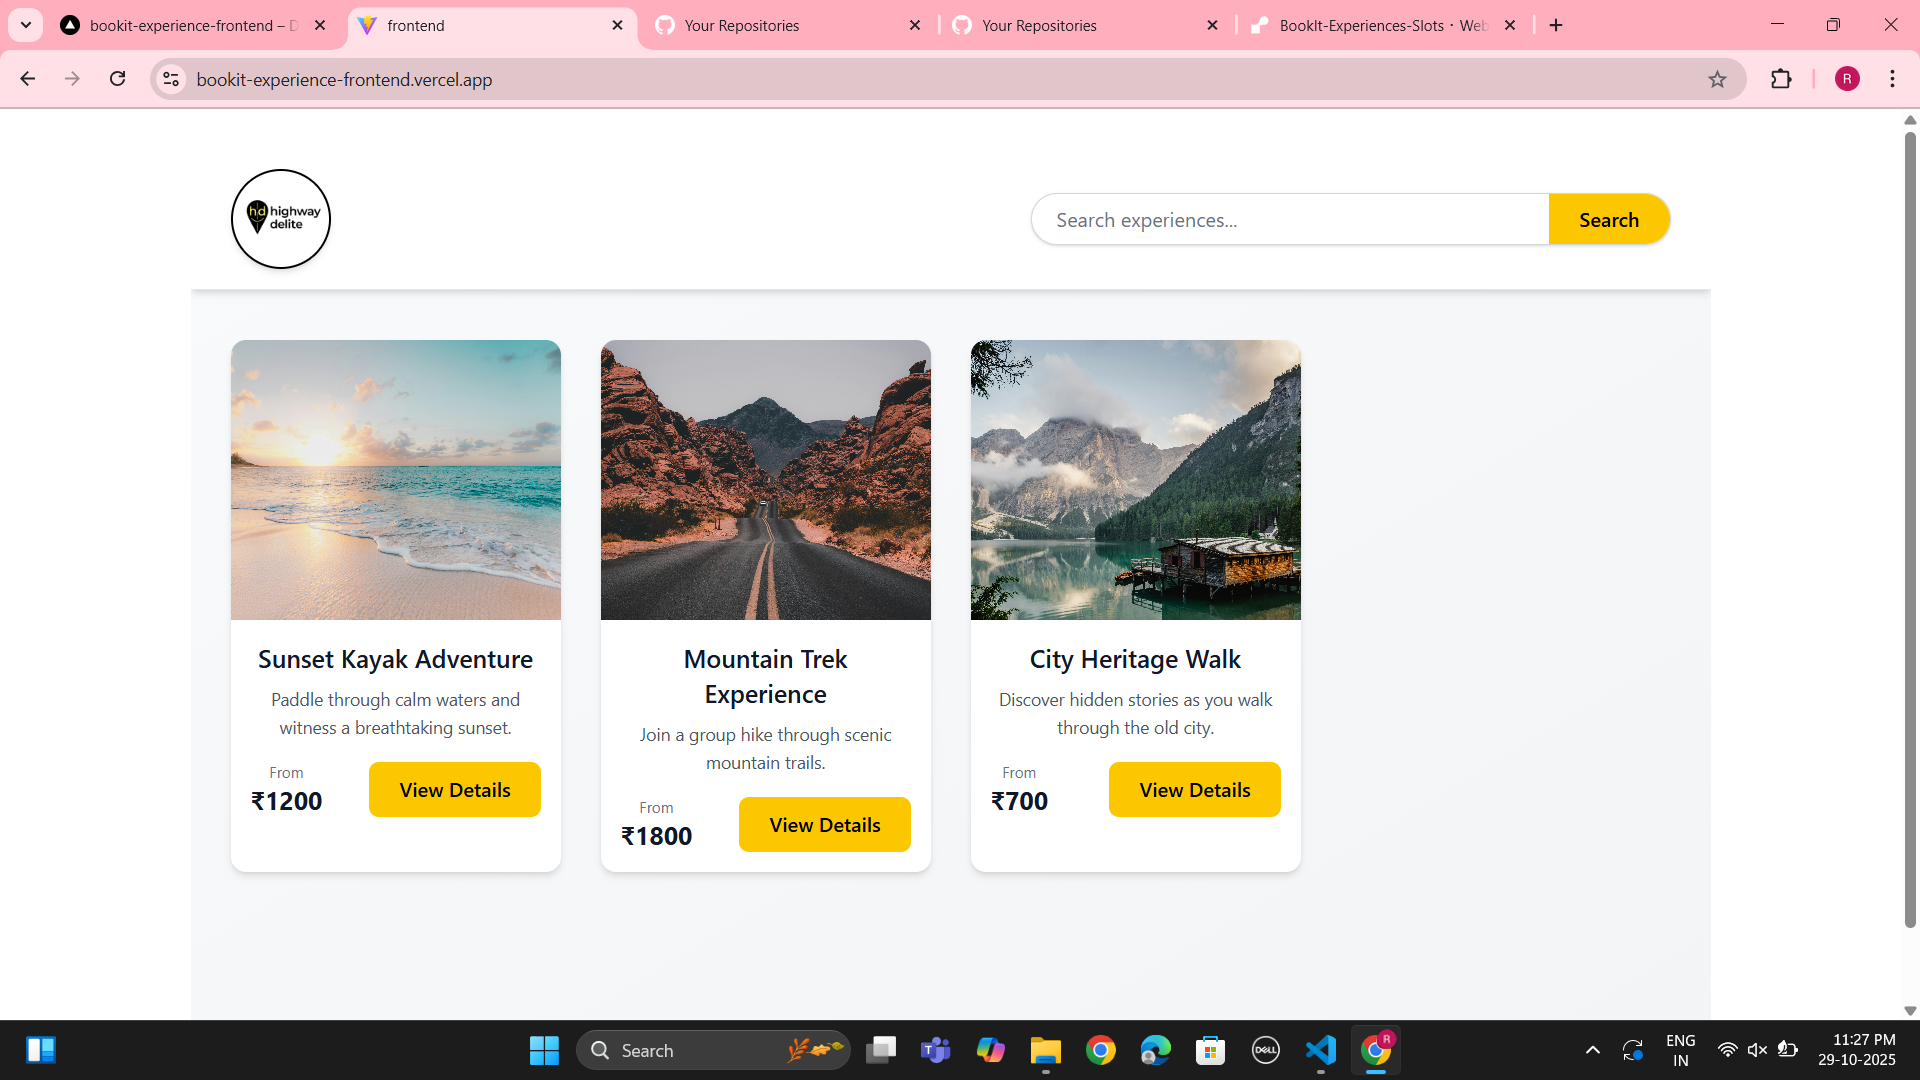 bookit-experience-frontend – D
frontend
Your Repositories
Your Repositories
BookIt-Experiences-Slots · Web
bookit-experience-frontend.vercel.app
R
hd highway
delite
Search experiences...
Search
Sunset Kayak Adventure
Paddle through calm waters and
witness a breathtaking sunset.
From
₹1200
View Details
Mountain Trek
Experience
Join a group hike through scenic
mountain trails.
From
₹1800
View Details
City Heritage Walk
Discover hidden stories as you walk
through the old city.
From
₹700
View Details
Search
T
DELL
R
ENG
IN
11:27 PM
29-10-2025